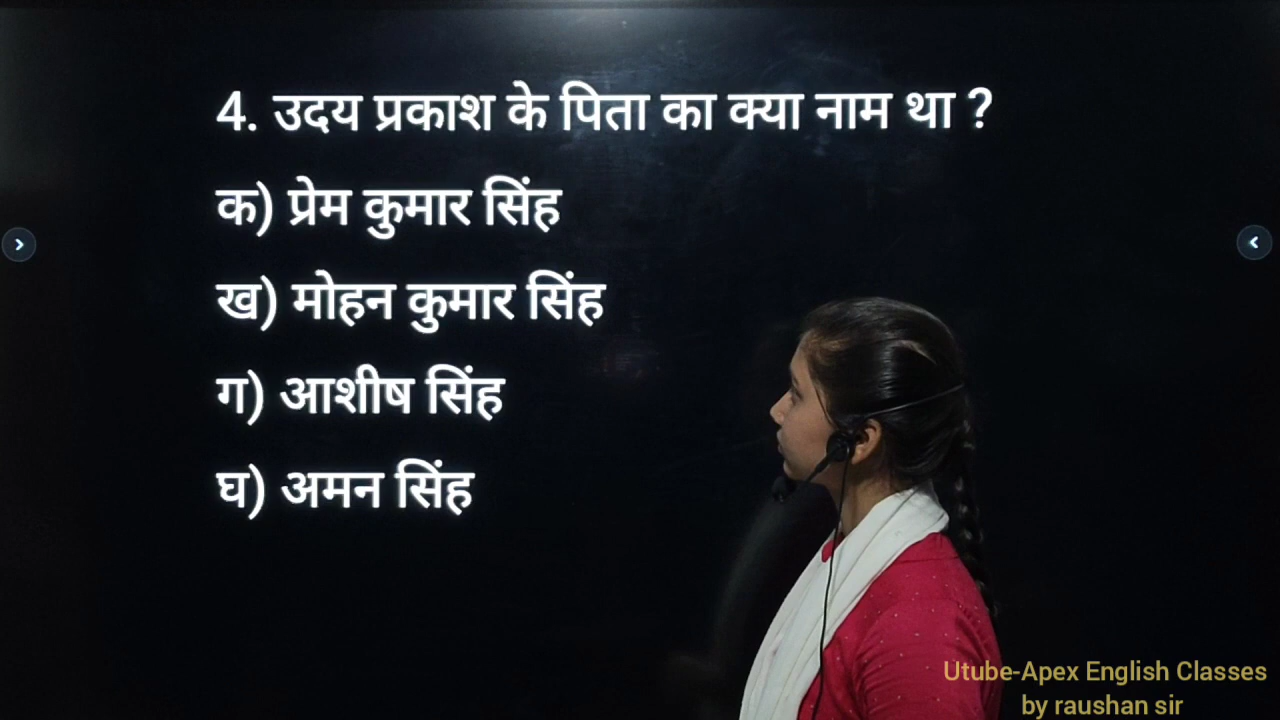 4. उदय प्रकाश के पिता का क्या नाम था ?
क) प्रेम कुमार सिंह
ख) मोहन कुमार सिंह
ग) आशीष सिंह
घ) अमन सिंह
Utube-Apex English Classes
by raushan sir